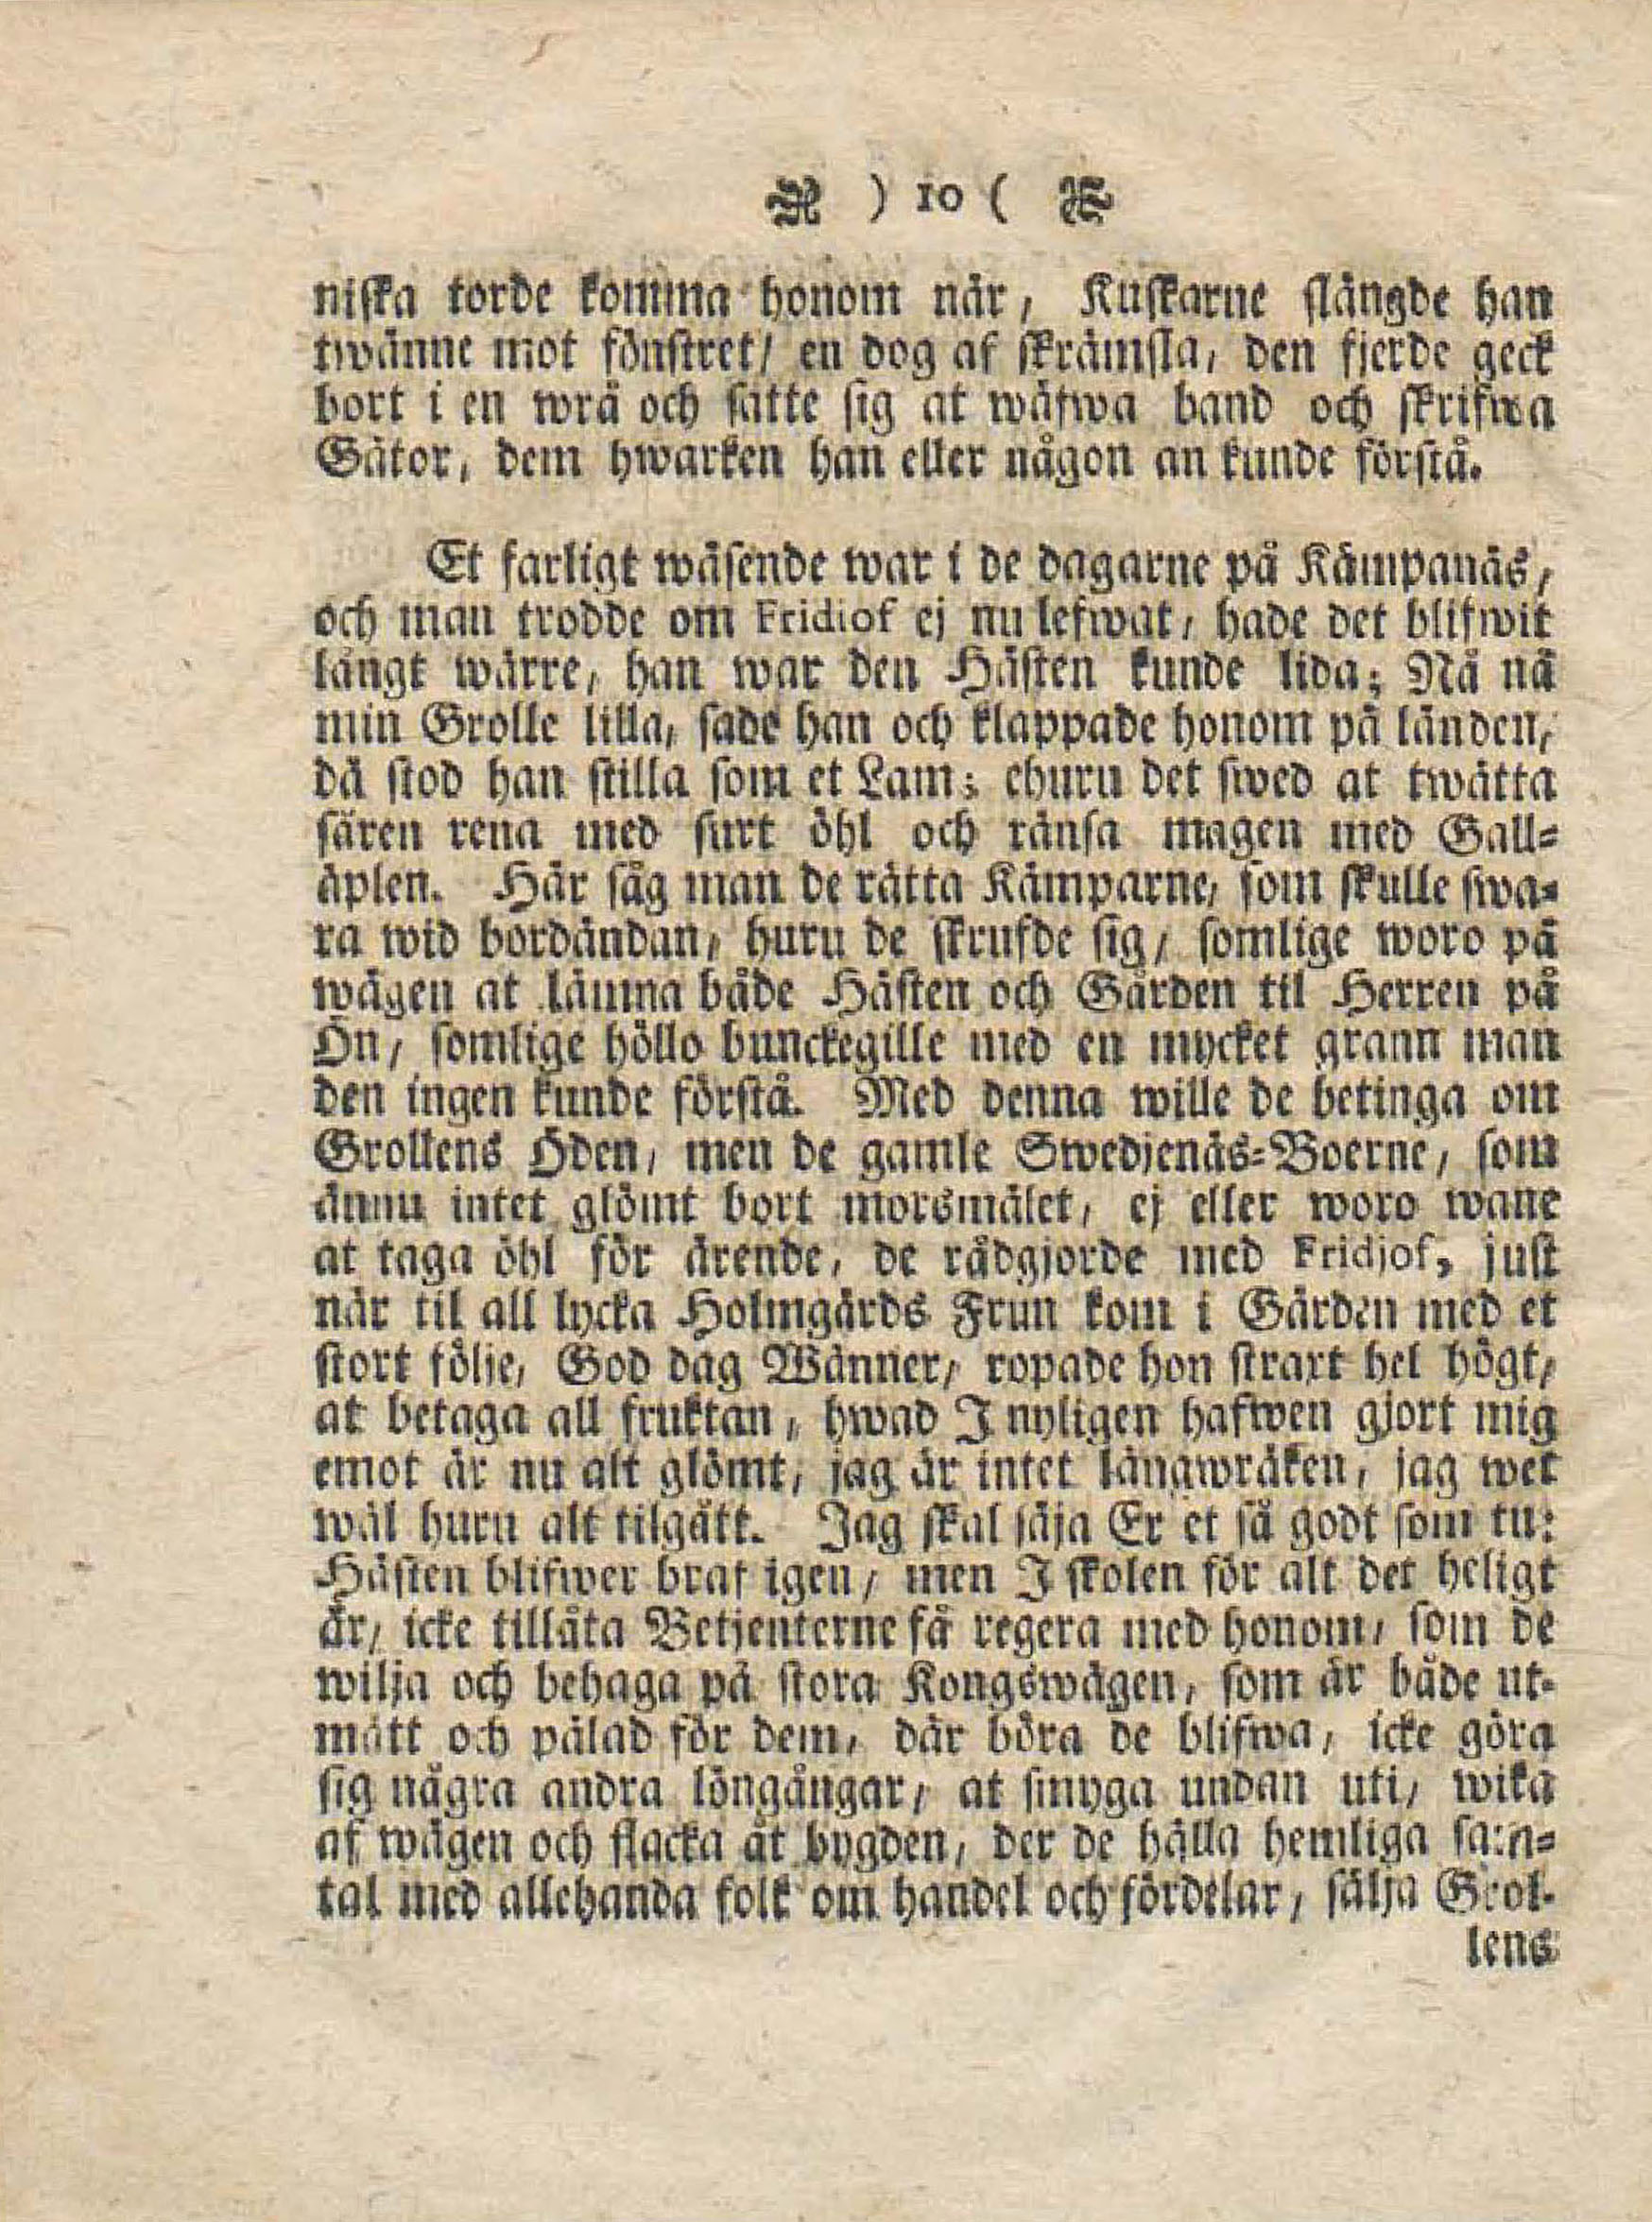 ) 10 (
niska torde komma honom när, Kuskarne slängde han
twänne mot fönstret/ en dog af skrämsla, den fjerde geck
bort i en wrå och satte sig at wäfwa band och skrifwa
Gåtor, dem hwarken han eller någon an kunde förstå.
Et farligt wäsende war i de dagarne på Kämpanäs,
och man trodde om Fridiof ej nu lefwat, hade det blifwit
långt wärre, han war den Hästen kunde lida; Nå nå
min Grolle lilla, sade han och klappade honom på länden,
då stod han stilla som et Lam; ehuru det swed at twätta
såren rena med surt öhl och ränsa magen med Gall=
äplen. Här såg man de rätta Kämparne, som skulle swa=
ra wid bordändan, huru de skrufde sig, somlige woro på
wägen at lämna både Hästen och Gården til Herren på
Ön, somlige höllo bunckegille med en mycket grann man
den ingen kunde förstå. Med denna wille de betinga om
Grollens Öden, men de gamle Swedjenäs=Boerne, som
ännu intet glömt bort morsmålet, ej eller woro wane
at taga öhl för ärende, de rådgjorde med Fridjof, just
när til all lycka Holmgårds Frun kom i Gården med et
stort följe, God dag Wänner, ropade hon straxt hel högt,
at betaga all fruktan, hwad I nyligen hafwen gjort mig
emot är nu alt glömt, jag är intet långwräken, jag wet
wäl huru alt tilgått. Jag skal säja Er et så godt som tu:
Hästen blifwer braf igen, men I skolen för alt det heligt
är, icke tillåta Betjenterne få regera med honom, som de
wilja och behaga på stora Kongswägen, som är både ut=
mått och pålad för dem, där böra de blifwa, icke göra
sig några andra löngångar, at smyga undan uti, wika
af wägen och flacka åt bygden, der de hålla hemliga sam=
tal med allehanda folk om handel och fördelar, sälja Grol=
lens